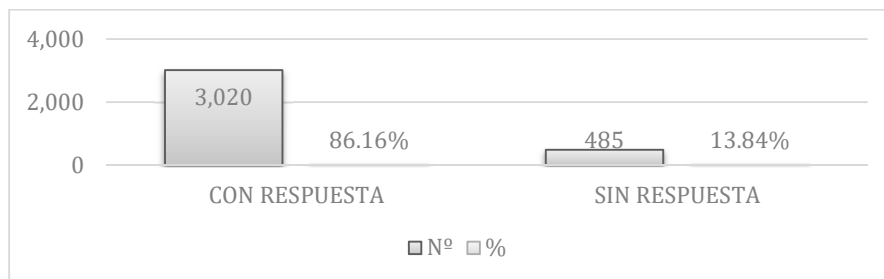 4,000
3,020
2,000
86.16%
485
13.84%
0
CON RESPUESTA
SIN RESPUESTA
Nº
%